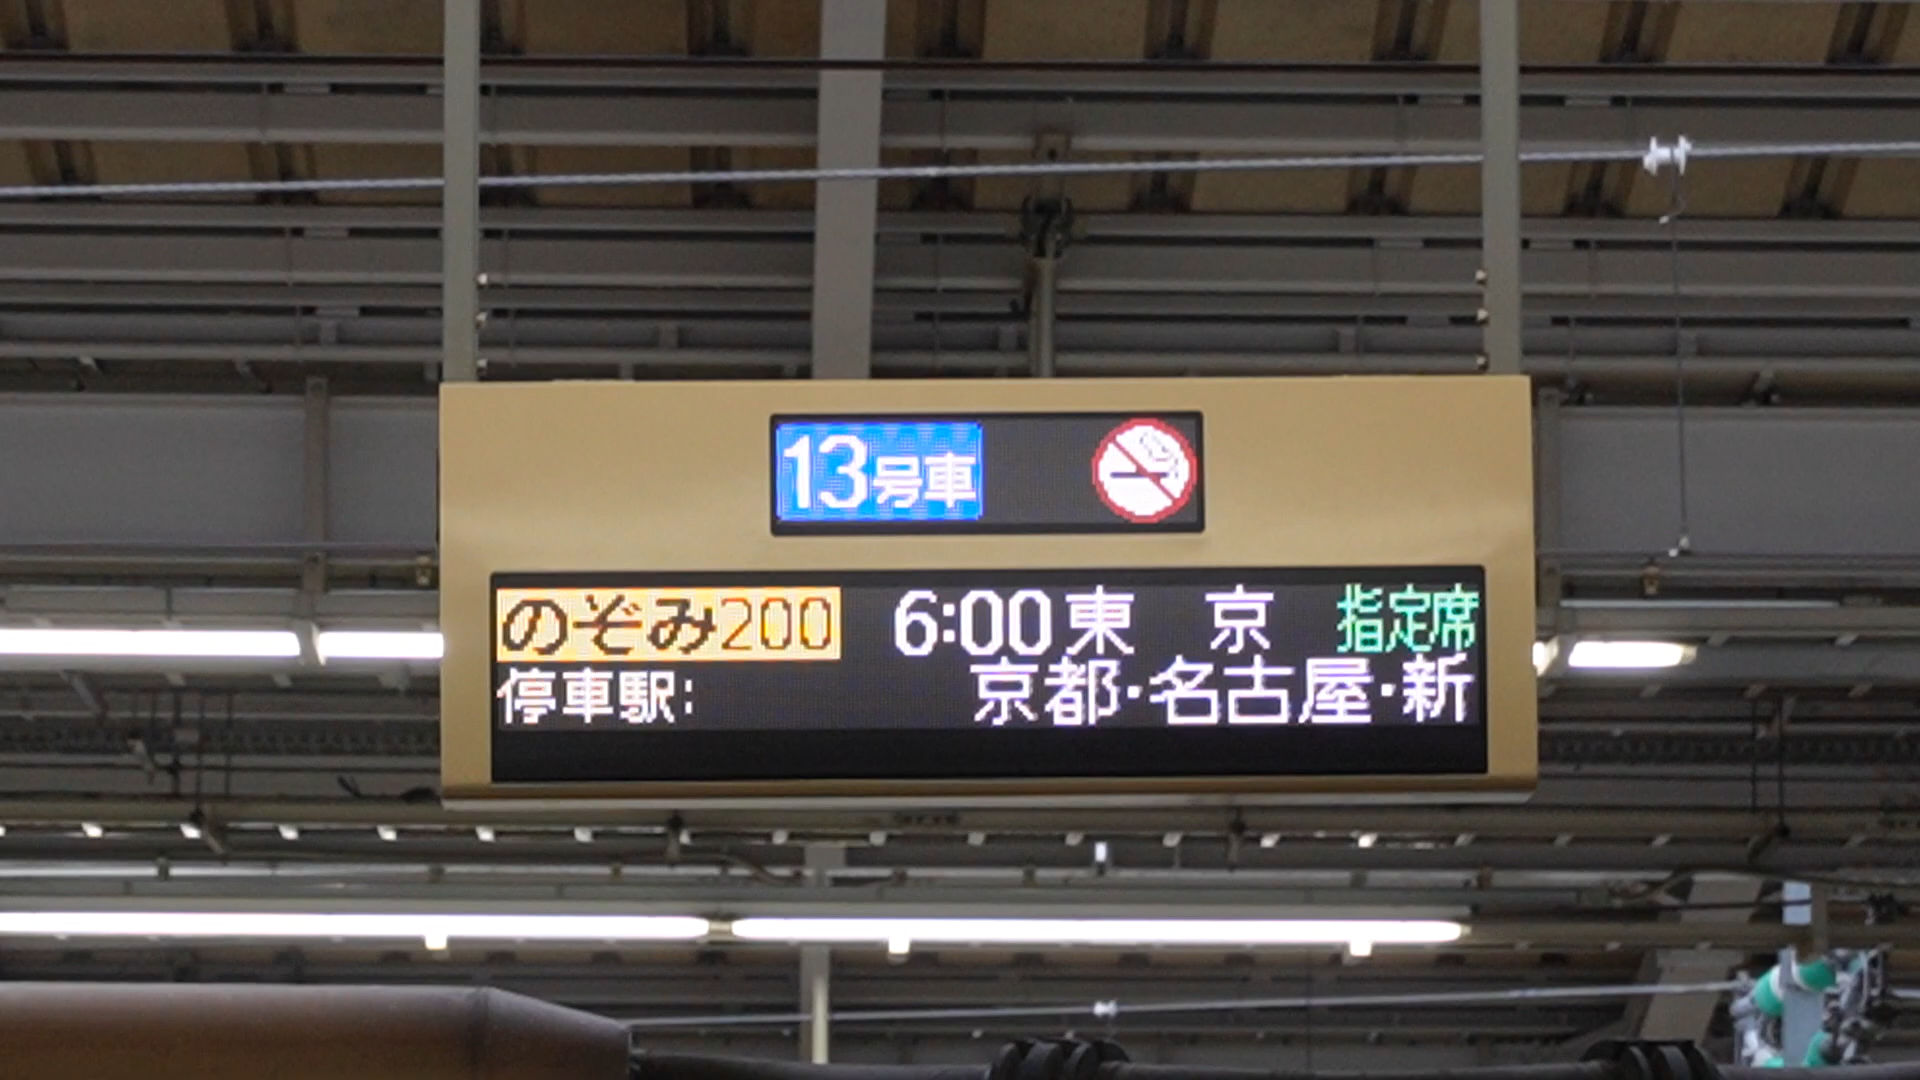 13号車
のぞみ200 6:00 東 京 指定席
停車駅: 京都・名古屋・新